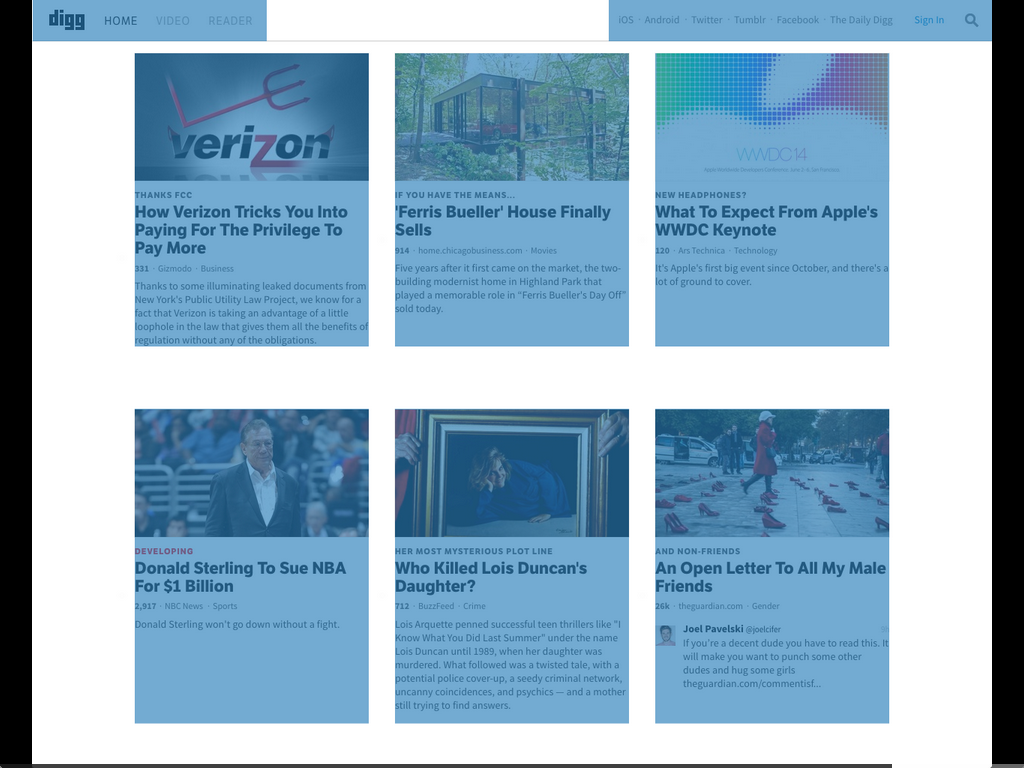 digg HOME VIDEO READER
iOS · Android · Twitter · Tumblr · Facebook · The Daily Digg Sign In
verizon
THANKS FCC
How Verizon Tricks You Into
Paying For The Privilege To
Pay More
331 · Gizmodo · Business
Thanks to some illuminating leaked documents from
New York's Public Utility Law Project, we know for a
fact that Verizon is taking an advantage of a little
loophole in the law that gives them all the benefits of
regulation without any of the obligations.
IF YOU HAVE THE MEANS...
'Ferris Bueller' House Finally
Sells
914 · home.chicagobusiness.com · Movies
Five years after it first came on the market, the two-
building modernist home in Highland Park that
played a memorable role in "Ferris Bueller's Day Off"
sold today.
WWDC14
Apple Worldwide Developers Conference, June 2-6, San Francisco
NEW HEADPHONES?
What To Expect From Apple's
WWDC Keynote
120 · Ars Technica · Technology
It's Apple's first big event since October, and there's a
lot of ground to cover.
DEVELOPING
Donald Sterling To Sue NBA
For $1 Billion
2,917 · NBC News · Sports
Donald Sterling won't go down without a fight.
HER MOST MYSTERIOUS PLOT LINE
Who Killed Lois Duncan's
Daughter?
712 · BuzzFeed · Crime
Lois Arquette penned successful teen thrillers like "I
Know What You Did Last Summer" under the name
Lois Duncan until 1989, when her daughter was
murdered. What followed was a twisted tale, with a
potential police cover-up, a seedy criminal network,
uncanny coincidences, and psychics — and a mother
still trying to find answers.
AND NON-FRIENDS
An Open Letter To All My Male
Friends
26k · theguardian.com · Gender
Joel Pavelski @joelcifer
If you're a decent dude you have to read this. It
will make you want to punch some other
dudes and hug some girls
theguardian.com/commentisf...